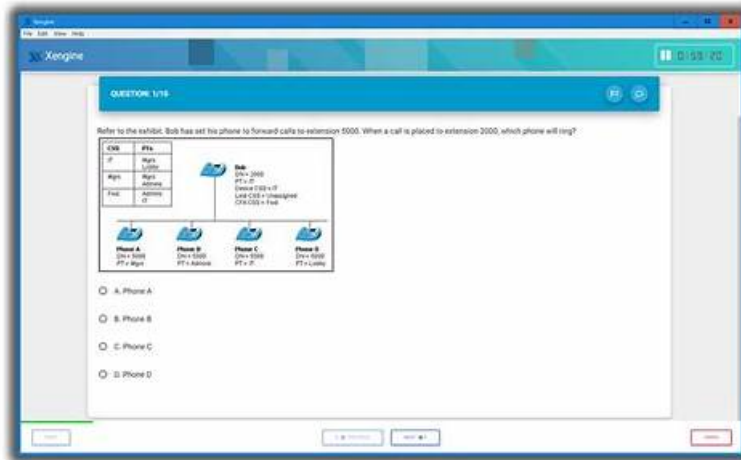 Xengine
File Edit View Help
Xengine
QUESTION: 1/10
Refer to the exhibit. Bob has set his phone to forward calls to extension 5000. When a call is placed to extension 2000, which phone will ring?
CSS PTs
IT Mgrs
Lobby
Mgrs Mgrs
Admins
Fwd Admins
IT
Bob
DN = 2000
PT = IT
Device CSS = IT
Line CSS = Unassigned
CFA CSS = Fwd
Phone A
DN = 5000
PT = Mgrs
Phone B
DN = 5000
PT = Admins
Phone C
DN = 5000
PT = IT
Phone D
DN = 5000
PT = Lobby
A. Phone A
B. Phone B
C. Phone C
D. Phone D